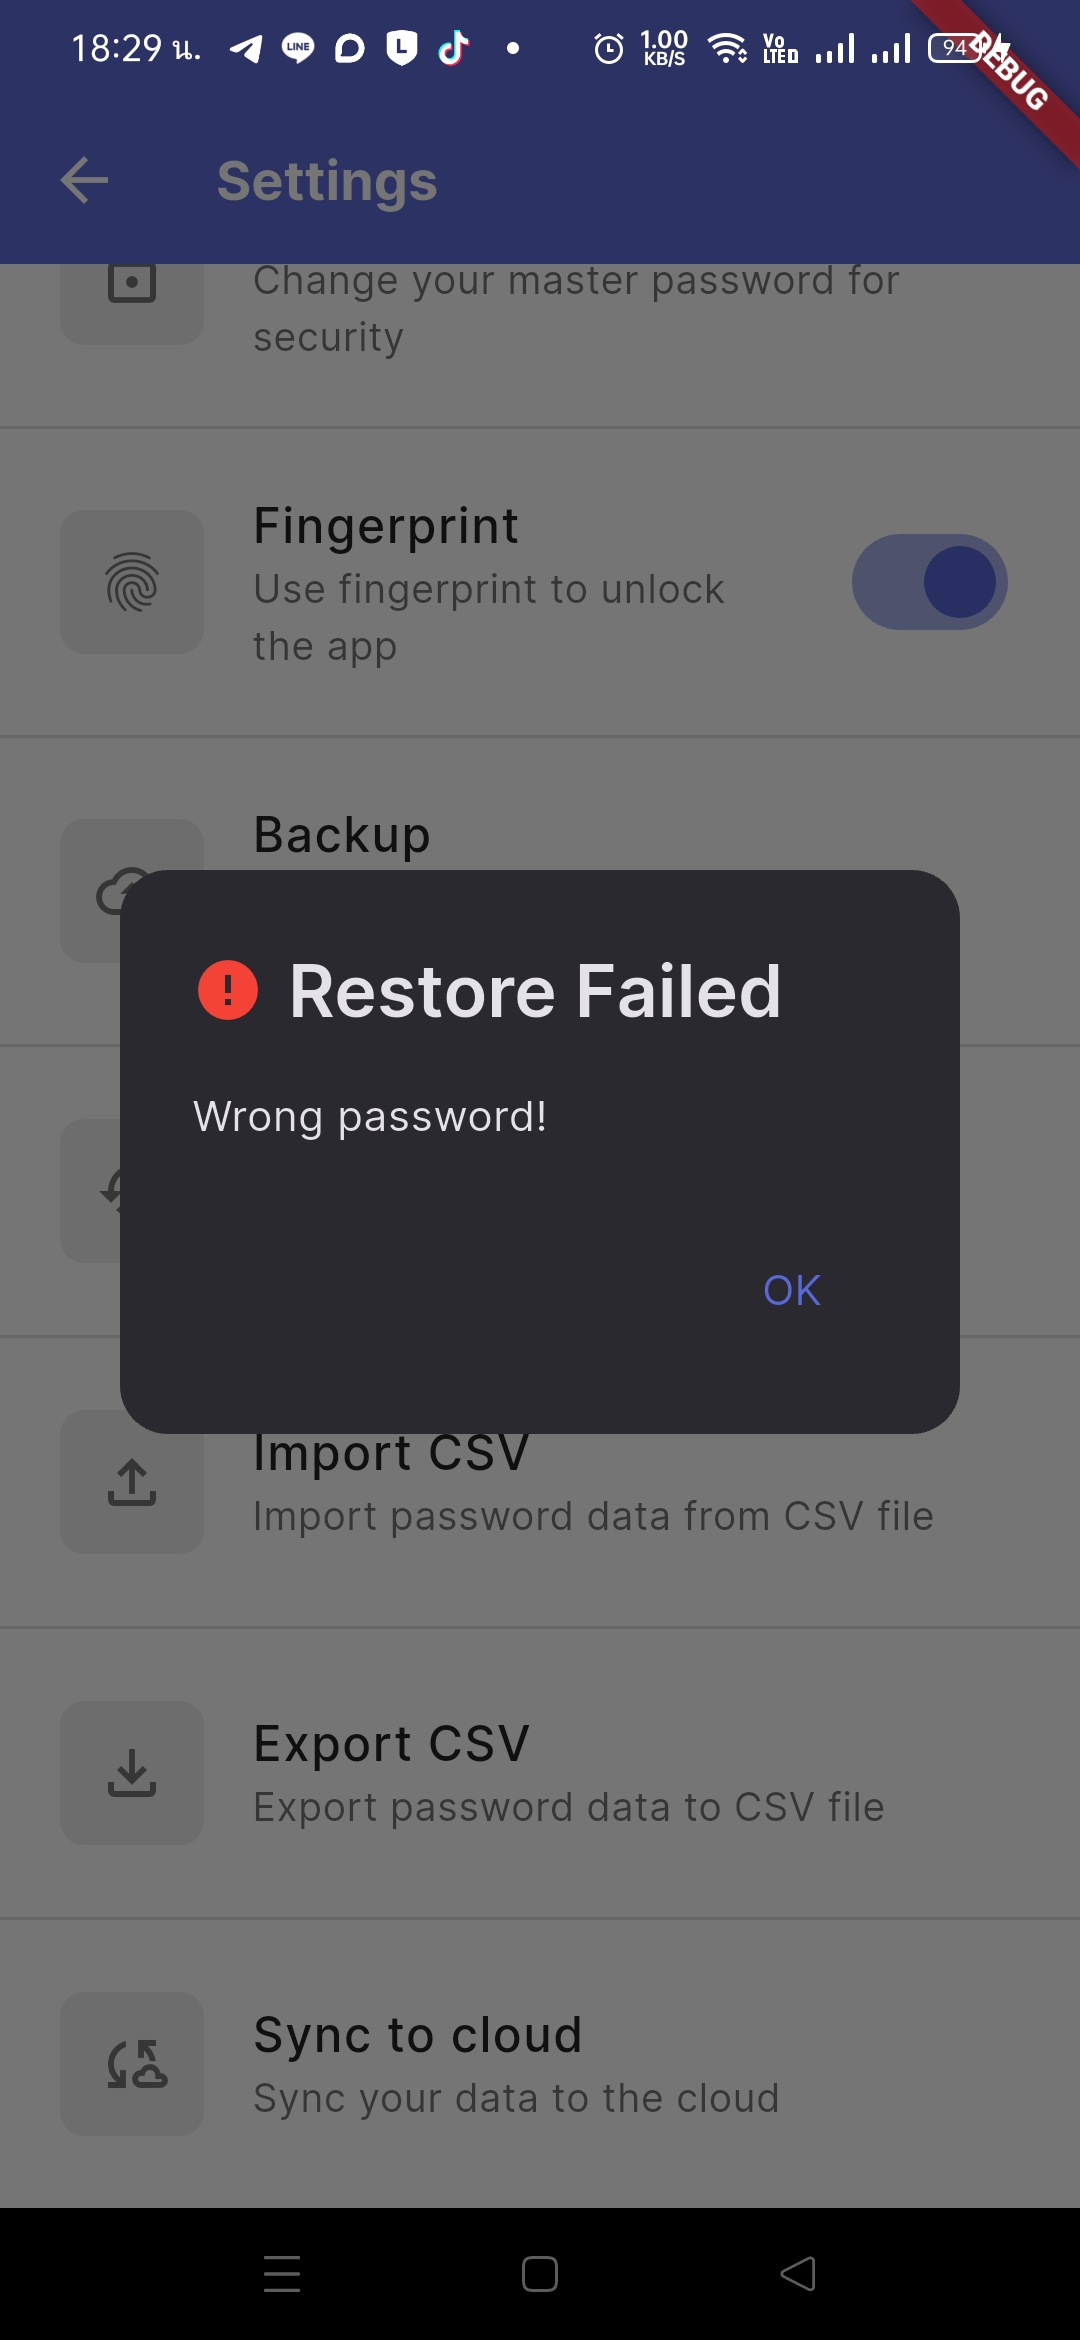 18:29 น.
LINE
L
1.00
KB/S
Vo
LTED
94
DEBUG
Settings
Change your master password for
security
Fingerprint
Use fingerprint to unlock
the app
Backup
Restore Failed
Wrong password!
OK
Import CSV
Import password data from CSV file
Export CSV
Export password data to CSV file
Sync to cloud
Sync your data to the cloud